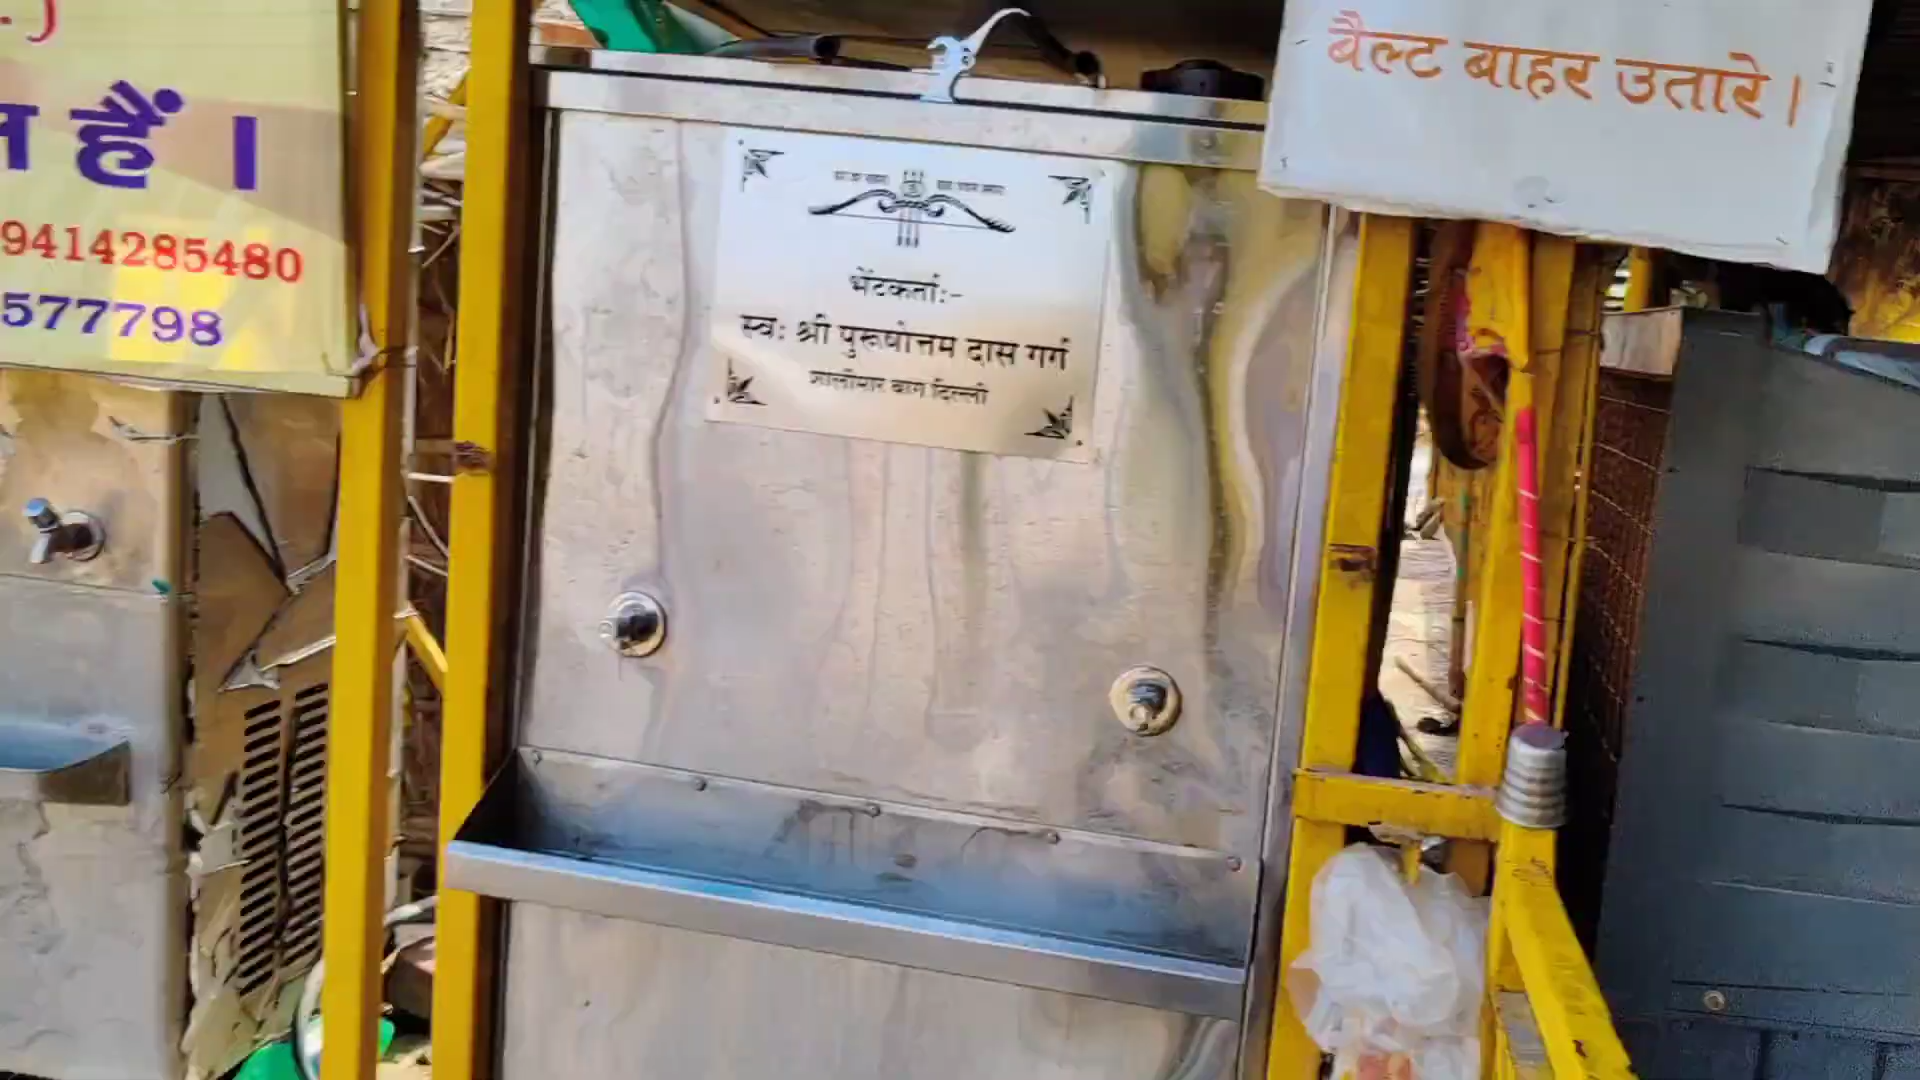 हैं ।
9414285480
577798
भेंटकर्ताः-
स्वः श्री पुरूषोत्तम दास गर्ग
शालीमार बाग दिल्ली
बैल्ट बाहर उतारे ।